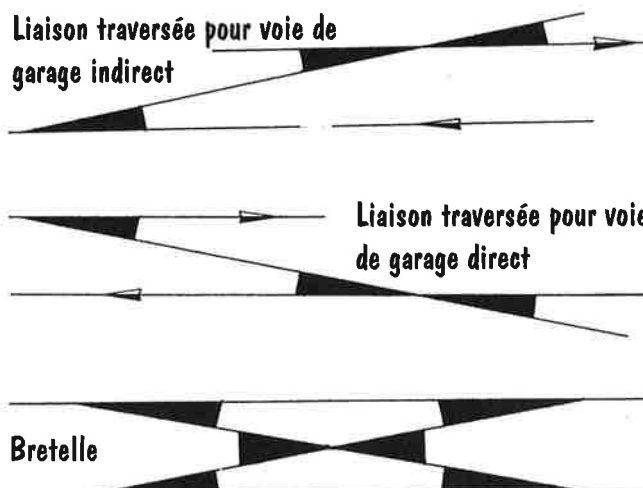 Liaison traversée pour voie de
garage indirect
Liaison traversée pour voie
de garage direct
Bretelle